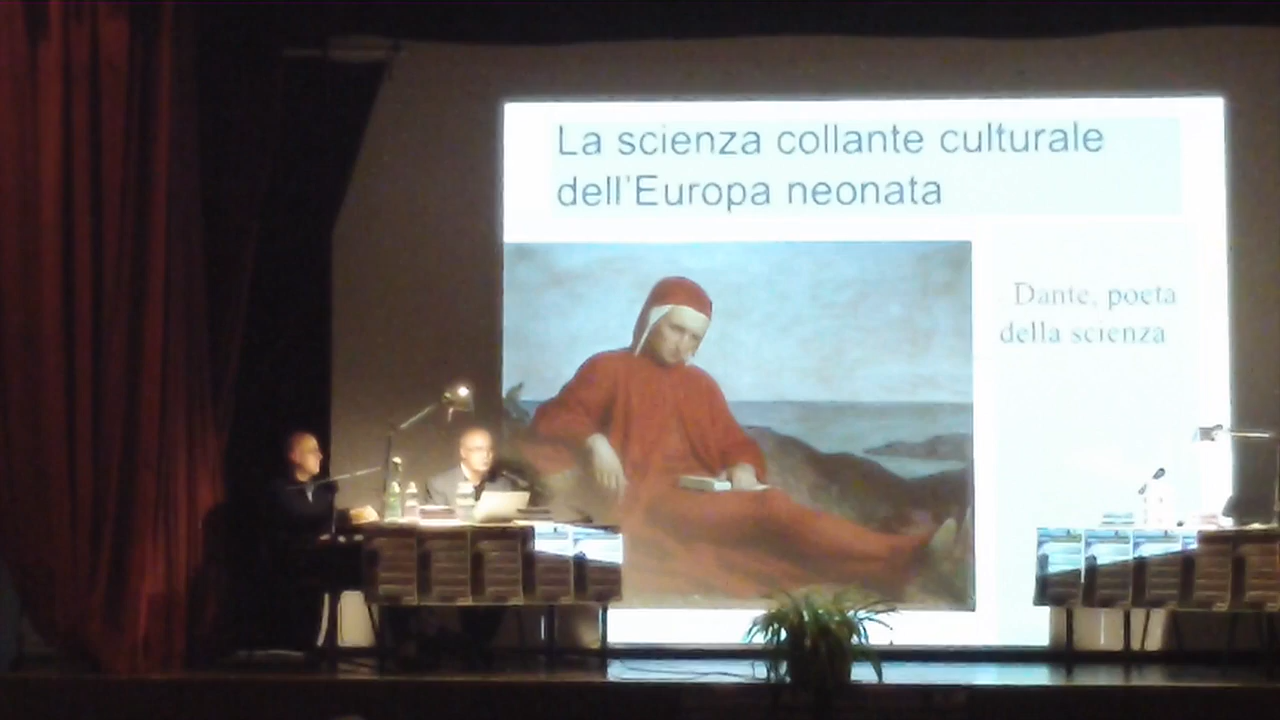 La scienza collante culturale
dell'Europa neonata
Dante, poeta
della scienza